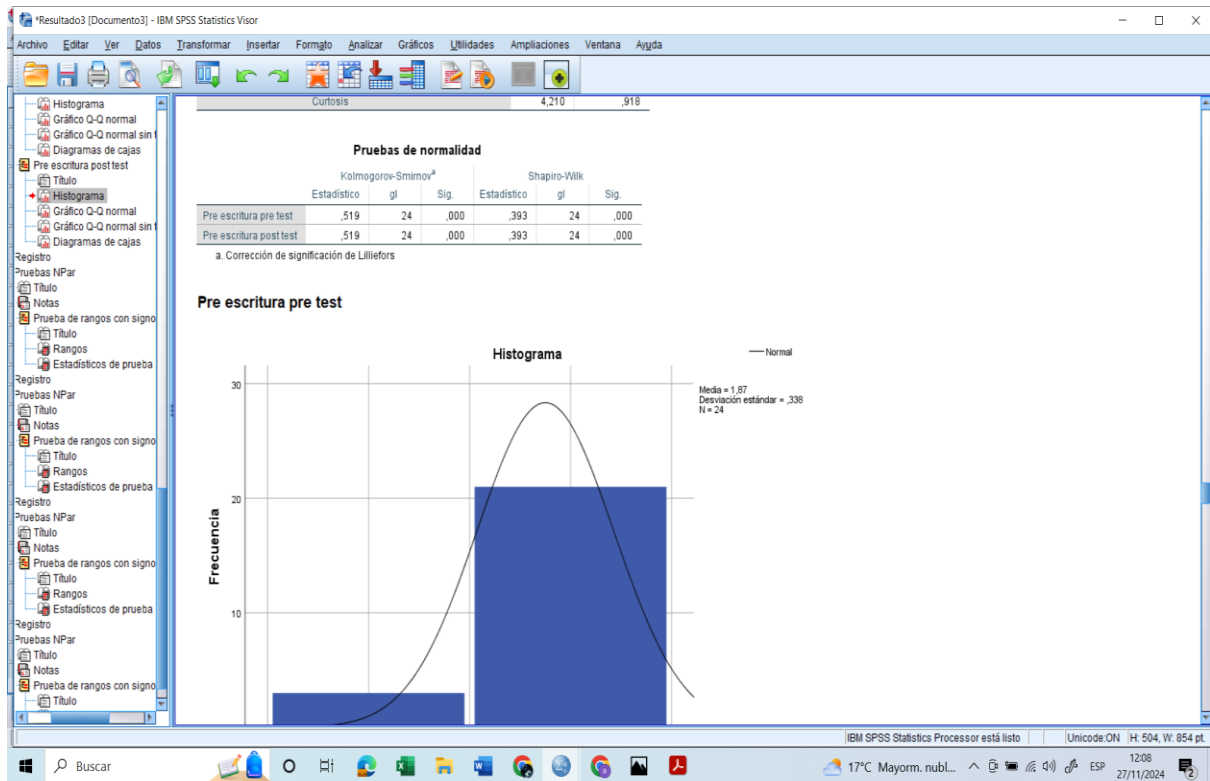 *Resultado3 [Documento3] - IBM SPSS Statistics Visor
Archivo Editar Ver Datos Transformar Insertar Formato Analizar Gráficos Utilidades Ampliaciones Ventana Ayuda
Histograma
Gráfico Q-Q normal
Gráfico Q-Q normal sin t
Diagramas de cajas
Pre escritura post test
Título
Histograma
Gráfico Q-Q normal
Gráfico Q-Q normal sin t
Diagramas de cajas
Registro
Pruebas NPar
Título
Notas
Prueba de rangos con signo
Título
Rangos
Estadísticos de prueba
Registro
Pruebas NPar
Título
Notas
Prueba de rangos con signo
Título
Rangos
Estadísticos de prueba
Registro
Pruebas NPar
Título
Notas
Prueba de rangos con signo
Título
Rangos
Estadísticos de prueba
Registro
Pruebas NPar
Título
Notas
Prueba de rangos con signo
Título
Curtosis 4,210 ,918
Pruebas de normalidad
Kolmogorov-Smirnovª Shapiro-Wilk
Estadístico gl Sig. Estadístico gl Sig.
Pre escritura pre test ,519 24 ,000 ,393 24 ,000
Pre escritura post test ,519 24 ,000 ,393 24 ,000
a. Corrección de significación de Lilliefors
Pre escritura pre test
Histograma
Normal
Media = 1,87
Desviación estándar = ,338
N = 24
30
20
10
Frecuencia
IBM SPSS Statistics Processor está listo Unicode:ON H: 504, W: 854 pt.
Buscar
17°C Mayorm. nubl... ESP 12:08
27/11/2024
2